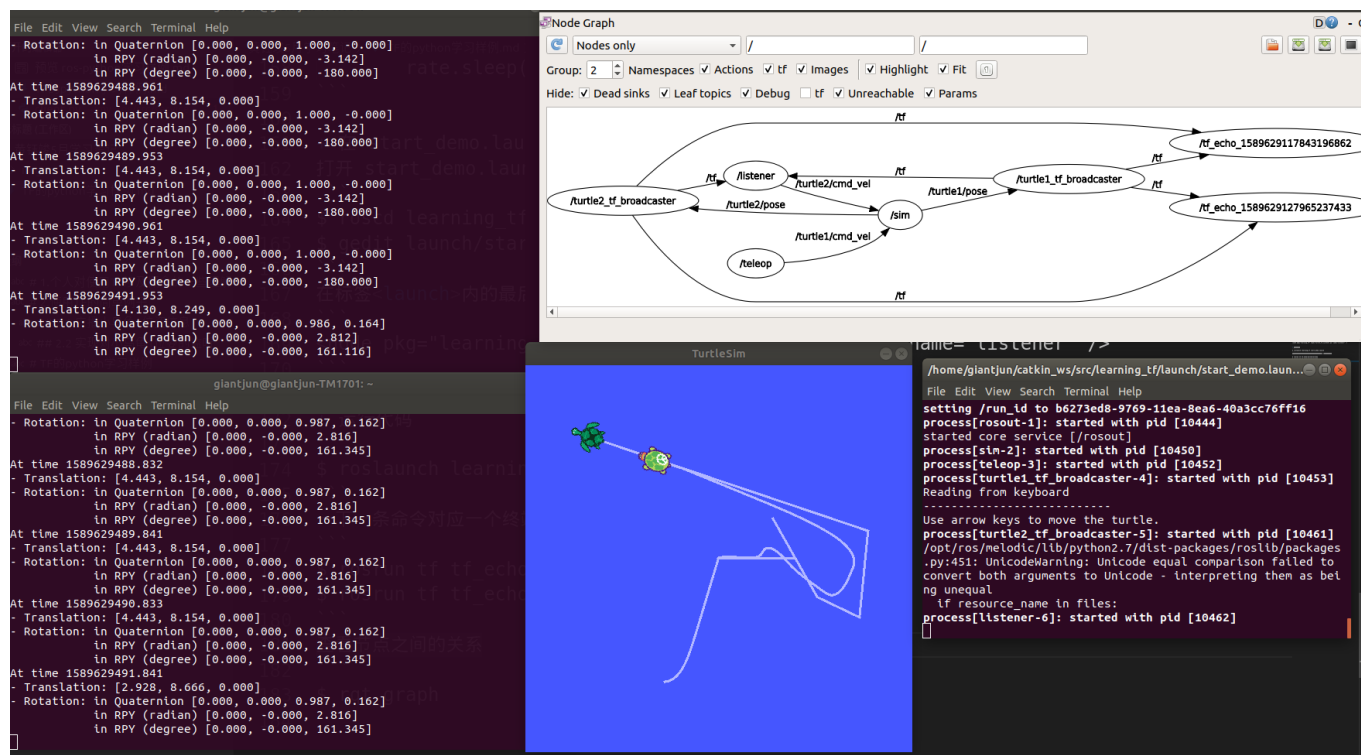 File Edit View Search Terminal Help
- Rotation: in Quaternion [0.000, 0.000, 1.000, -0.000]
in RPY (radian) [0.000, -0.000, -3.142]
in RPY (degree) [0.000, -0.000, -180.000]
At time 1589629488.961
- Translation: [4.443, 8.154, 0.000]
- Rotation: in Quaternion [0.000, 0.000, 1.000, -0.000]
in RPY (radian) [0.000, -0.000, -3.142]
in RPY (degree) [0.000, -0.000, -180.000]
At time 1589629489.953
- Translation: [4.443, 8.154, 0.000]
- Rotation: in Quaternion [0.000, 0.000, 1.000, -0.000]
in RPY (radian) [0.000, -0.000, -3.142]
in RPY (degree) [0.000, -0.000, -180.000]
At time 1589629490.961
- Translation: [4.443, 8.154, 0.000]
- Rotation: in Quaternion [0.000, 0.000, 1.000, -0.000]
in RPY (radian) [0.000, -0.000, -3.142]
in RPY (degree) [0.000, -0.000, -180.000]
At time 1589629491.953
- Translation: [4.130, 8.249, 0.000]
- Rotation: in Quaternion [0.000, 0.000, 0.986, 0.164]
in RPY (radian) [0.000, -0.000, 2.812]
in RPY (degree) [0.000, -0.000, 161.116]
rate.sleep(
打开 start_demo.laun
Node Graph
Nodes only
/
/
Group: 2 Namespaces Actions tf Images Highlight Fit
Hide: Dead sinks Leaf topics Debug tf Unreachable Params
/tf
/tf_echo_1589629117843196862
/listener
/tf
/tf
/tf
/turtle2/cmd_vel
/turtle1_tf_broadcaster
/turtle2_tf_broadcaster
/turtle1/pose
/tf
/turtle2/pose
/sim
/tf_echo_1589629127965237433
/turtle1/cmd_vel
/teleop
/tf
giantjun@giantjun-TM1701: ~
File Edit View Search Terminal Help
- Rotation: in Quaternion [0.000, 0.000, 0.987, 0.162]
in RPY (radian) [0.000, -0.000, 2.816]
in RPY (degree) [0.000, -0.000, 161.345]
At time 1589629488.832
- Translation: [4.443, 8.154, 0.000]
- Rotation: in Quaternion [0.000, 0.000, 0.987, 0.162]
in RPY (radian) [0.000, -0.000, 2.816]
in RPY (degree) [0.000, -0.000, 161.345]
At time 1589629489.841
- Translation: [4.443, 8.154, 0.000]
- Rotation: in Quaternion [0.000, 0.000, 0.987, 0.162]
in RPY (radian) [0.000, -0.000, 2.816]
in RPY (degree) [0.000, -0.000, 161.345]
At time 1589629490.833
- Translation: [4.443, 8.154, 0.000]
- Rotation: in Quaternion [0.000, 0.000, 0.987, 0.162]
in RPY (radian) [0.000, -0.000, 2.816]
in RPY (degree) [0.000, -0.000, 161.345]
At time 1589629491.841
- Translation: [2.928, 8.666, 0.000]
- Rotation: in Quaternion [0.000, 0.000, 0.987, 0.162]
in RPY (radian) [0.000, -0.000, 2.816]
in RPY (degree) [0.000, -0.000, 161.345]
$ roslaunch learnin
TurtleSim
/home/giantjun/catkin_ws/src/learning_tf/launch/start_demo.laun...
File Edit View Search Terminal Help
setting /run_id to b6273ed8-9769-11ea-8ea6-40a3cc76ff16
process[rosout-1]: started with pid [10444]
started core service [/rosout]
process[sim-2]: started with pid [10450]
process[teleop-3]: started with pid [10452]
process[turtle1_tf_broadcaster-4]: started with pid [10453]
Reading from keyboard
---------------------------
Use arrow keys to move the turtle.
process[turtle2_tf_broadcaster-5]: started with pid [10461]
/opt/ros/melodic/lib/python2.7/dist-packages/roslib/packages
.py:451: UnicodeWarning: Unicode equal comparison failed to
convert both arguments to Unicode - interpreting them as bei
ng unequal
if resource_name in files:
process[listener-6]: started with pid [10462]